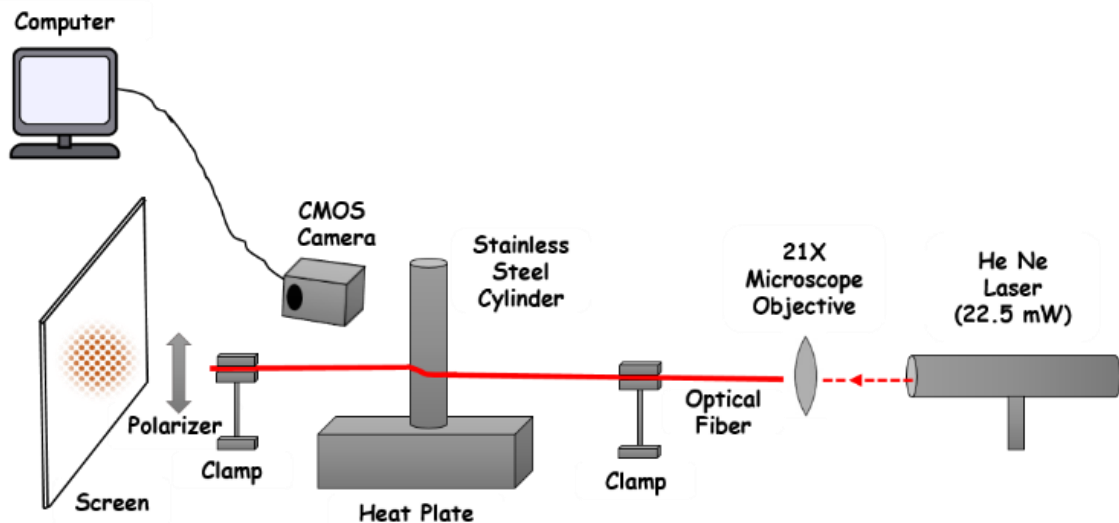 Computer
CMOS
Camera
Stainless
Steel
Cylinder
21X
Microscope
Objective
He Ne
Laser
(22.5 mW)
Polarizer
Clamp
Screen
Heat Plate
Optical
Fiber
Clamp